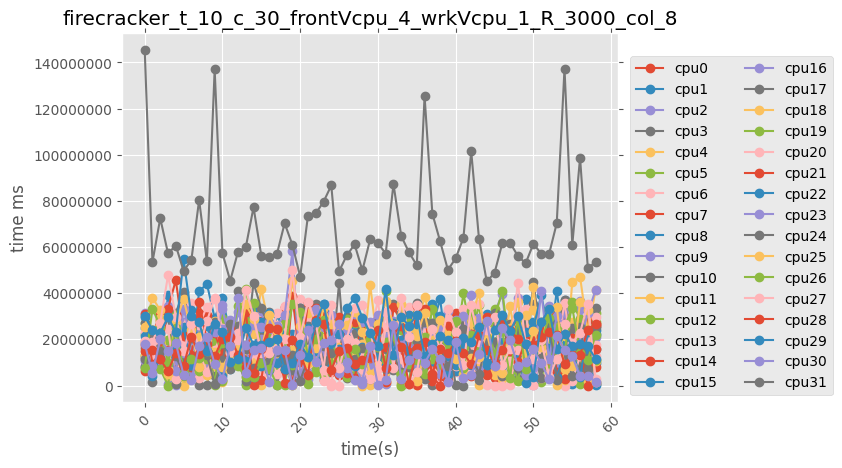 firecracker_t_10_c_30_frontVcpu_4_wrkVcpu_1_R_3000_col_8
time ms
140000000
120000000
100000000
80000000
60000000
40000000
20000000
0
0
10
20
30
40
50
60
time(s)
cpu0
cpu1
cpu2
cpu3
cpu4
cpu5
cpu6
cpu7
cpu8
cpu9
cpu10
cpu11
cpu12
cpu13
cpu14
cpu15
cpu16
cpu17
cpu18
cpu19
cpu20
cpu21
cpu22
cpu23
cpu24
cpu25
cpu26
cpu27
cpu28
cpu29
cpu30
cpu31